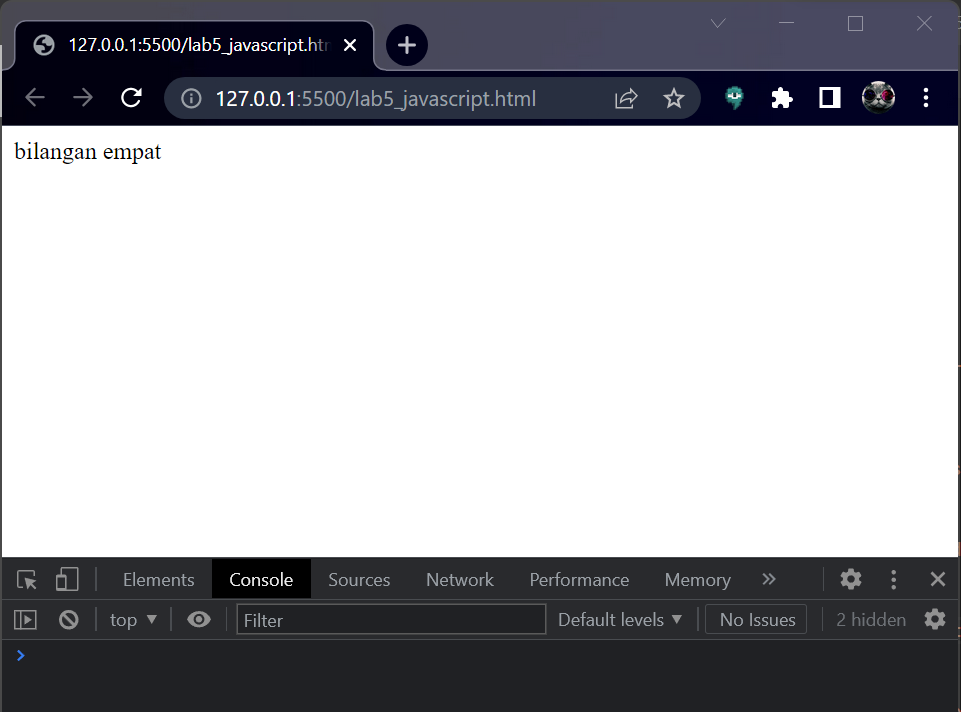 127.0.0.1:5500/lab5_javascript.htm
127.0.0.1:5500/lab5_javascript.html
bilangan empat
Elements Console Sources Network Performance Memory
top Filter Default levels No Issues 2 hidden